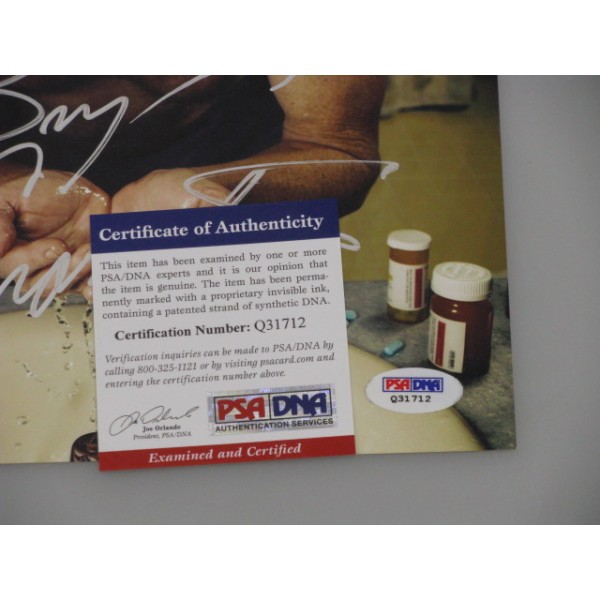 Certificate of Authenticity
This item has been examined by one or more
PSA/DNA experts and it is our opinion that
the item is genuine. The item has been perma-
nently marked with a proprietary invisible ink,
containing a patented strand of synthetic DNA.
Certification Number: Q31712
Verification inquiries can be made to PSA/DNA by
calling 800-325-1121 or by visiting psacard.com and
entering the certification number above.
Joe Orlando
President, PSA/DNA
PSA DNA
AUTHENTICATION SERVICES
Examined and Certified
PSA DNA
Q31712